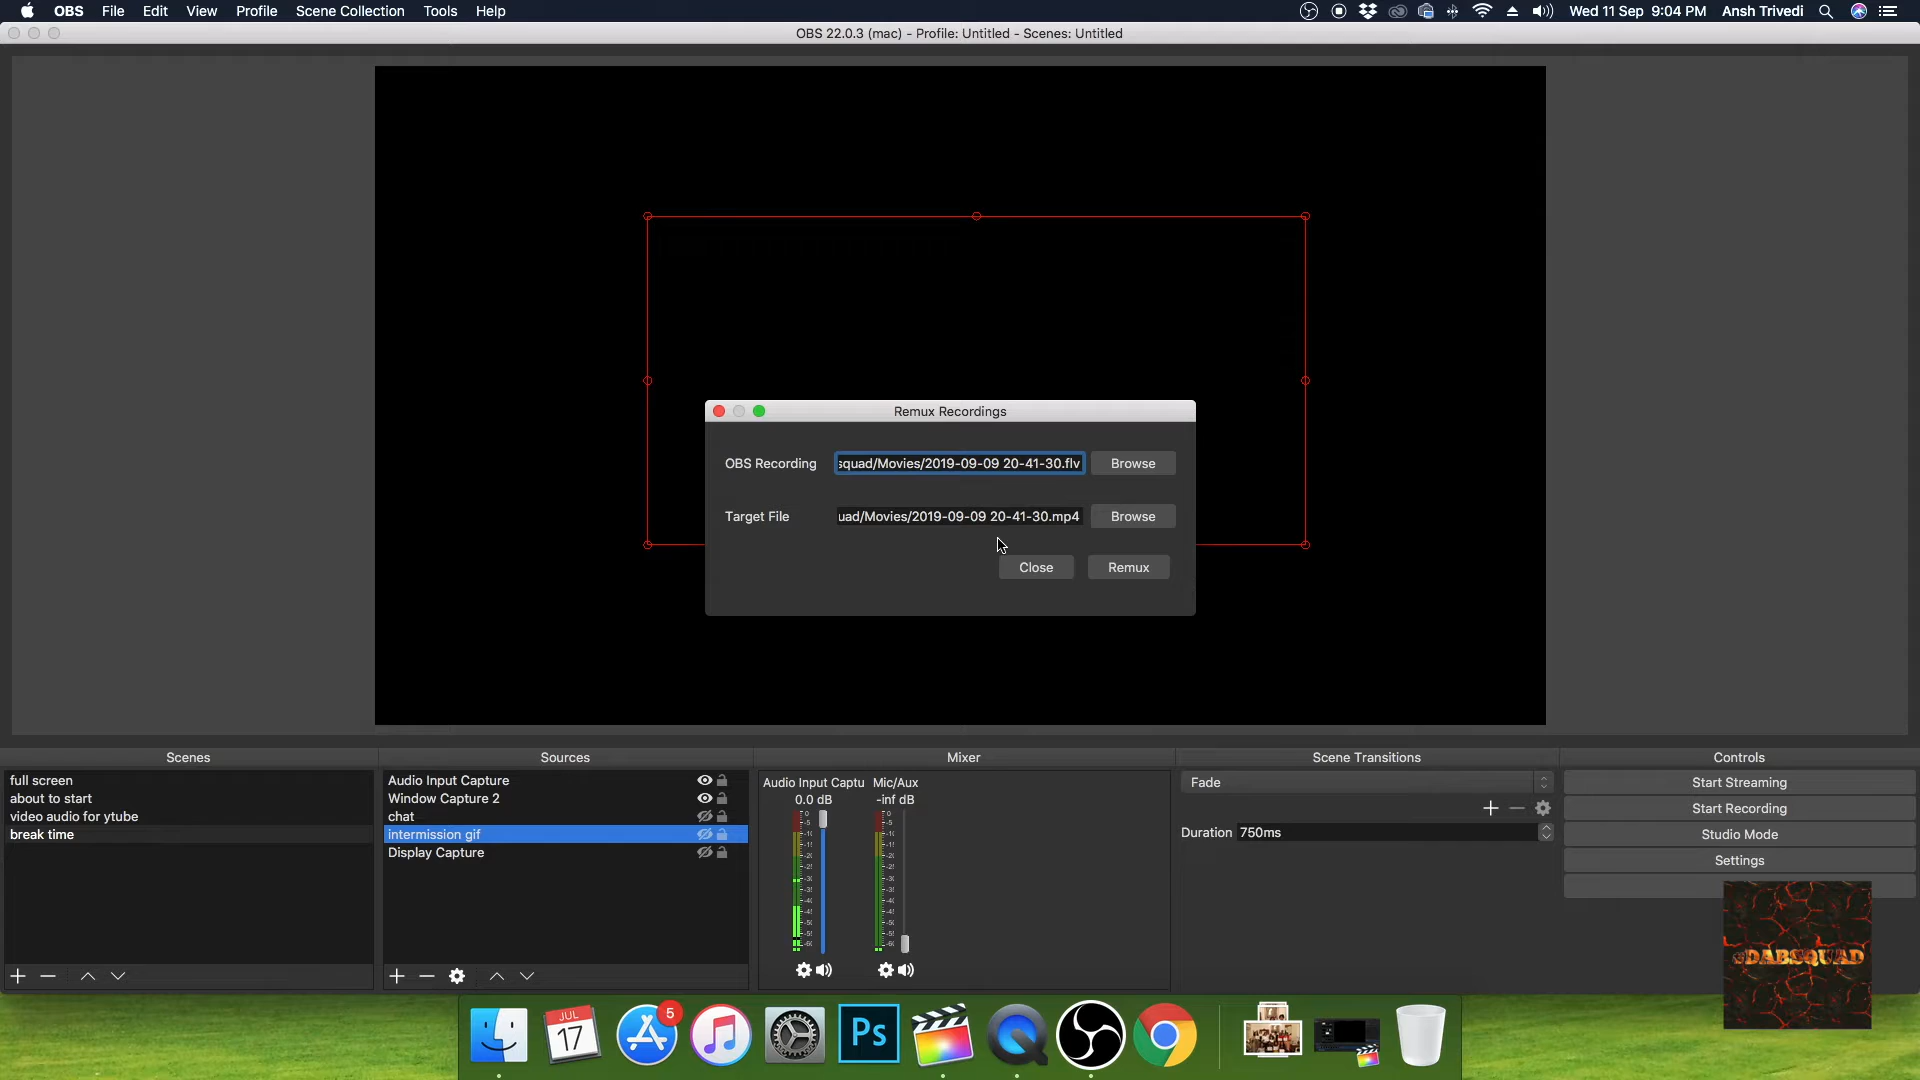 OBS File Edit View Profile Scene Collection Tools Help
Wed 11 Sep 9:04 PM Ansh Trivedi
OBS 22.0.3 (mac) - Profile: Untitled - Scenes: Untitled
Remux Recordings
OBS Recording squad/Movies/2019-09-09 20-41-30.flv Browse
Target File uad/Movies/2019-09-09 20-41-30.mp4 Browse
Close Remux
Scenes
full screen
about to start
video audio for ytube
break time
Sources
Audio Input Capture
Window Capture 2
chat
intermission gif
Display Capture
Mixer
Audio Input Captu Mic/Aux
0.0 dB -inf dB
Scene Transitions
Fade
Duration 750ms
Controls
Start Streaming
Start Recording
Studio Mode
Settings
DABSQUAD
JUL
17
5
Ps